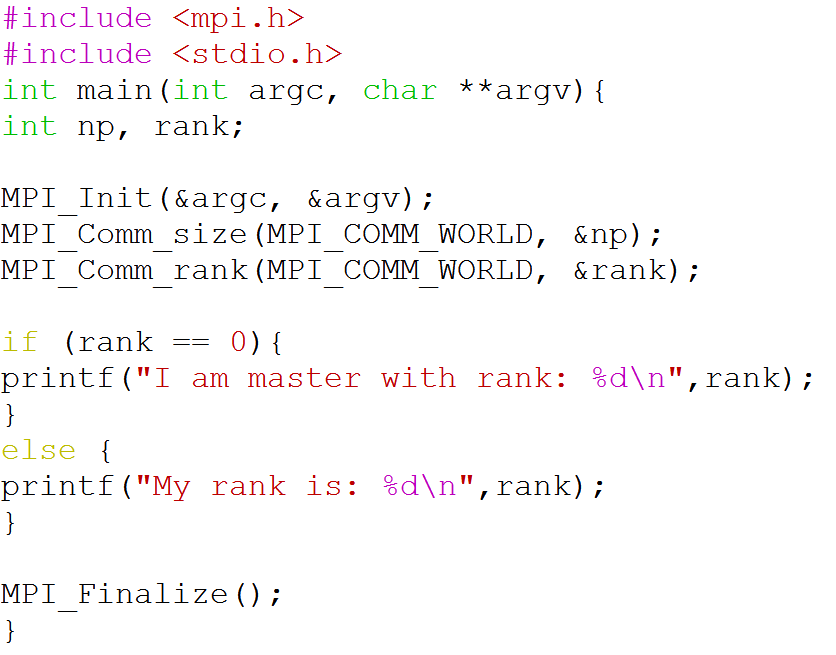 #include <mpi.h>
#include <stdio.h>
int main(int argc, char **argv){
int np, rank;

MPI_Init(&argc, &argv);
MPI_Comm_size(MPI_COMM_WORLD, &np);
MPI_Comm_rank(MPI_COMM_WORLD, &rank);

if (rank == 0){
printf("I am master with rank: %d\n",rank);
}
else {
printf("My rank is: %d\n",rank);
}

MPI_Finalize();
}